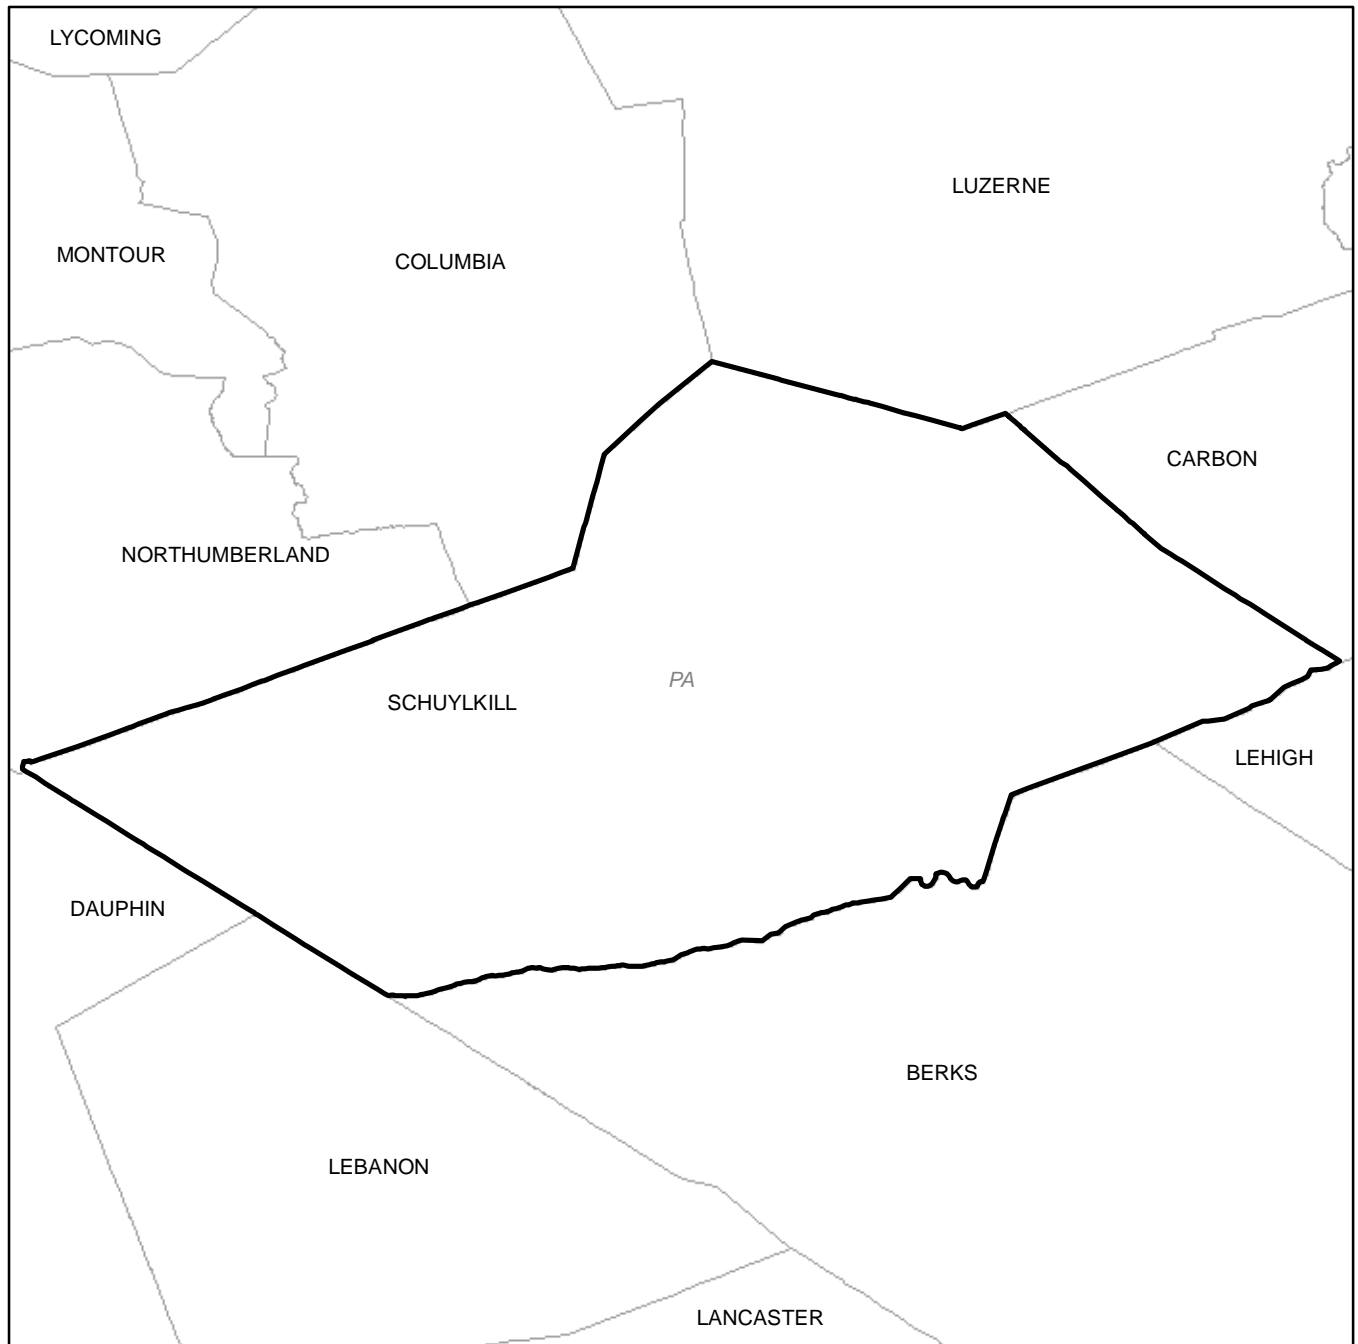 LYCOMING
LUZERNE
MONTOUR
COLUMBIA
CARBON
NORTHUMBERLAND
PA
SCHUYLKILL
LEHIGH
DAUPHIN
BERKS
LEBANON
LANCASTER